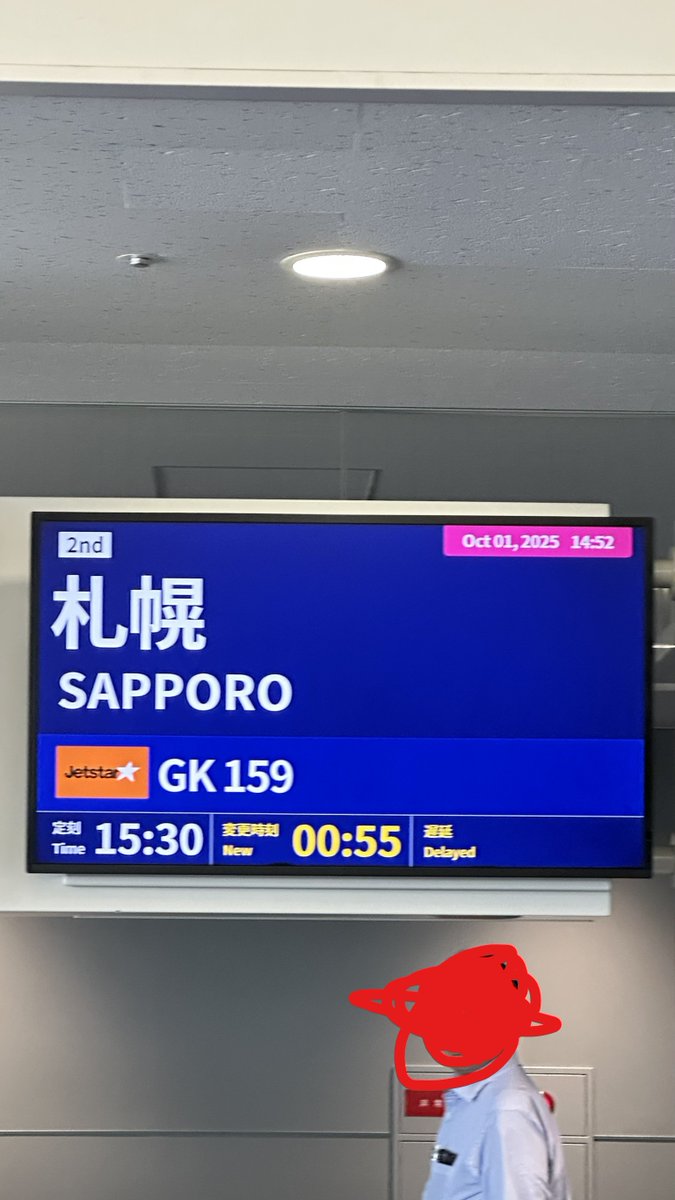 2nd
Oct 01, 2025 14:52
札幌
SAPPORO
Jetstar
GK 159
定刻
Time
15:30
変更時刻
New
00:55
遅延
Delayed